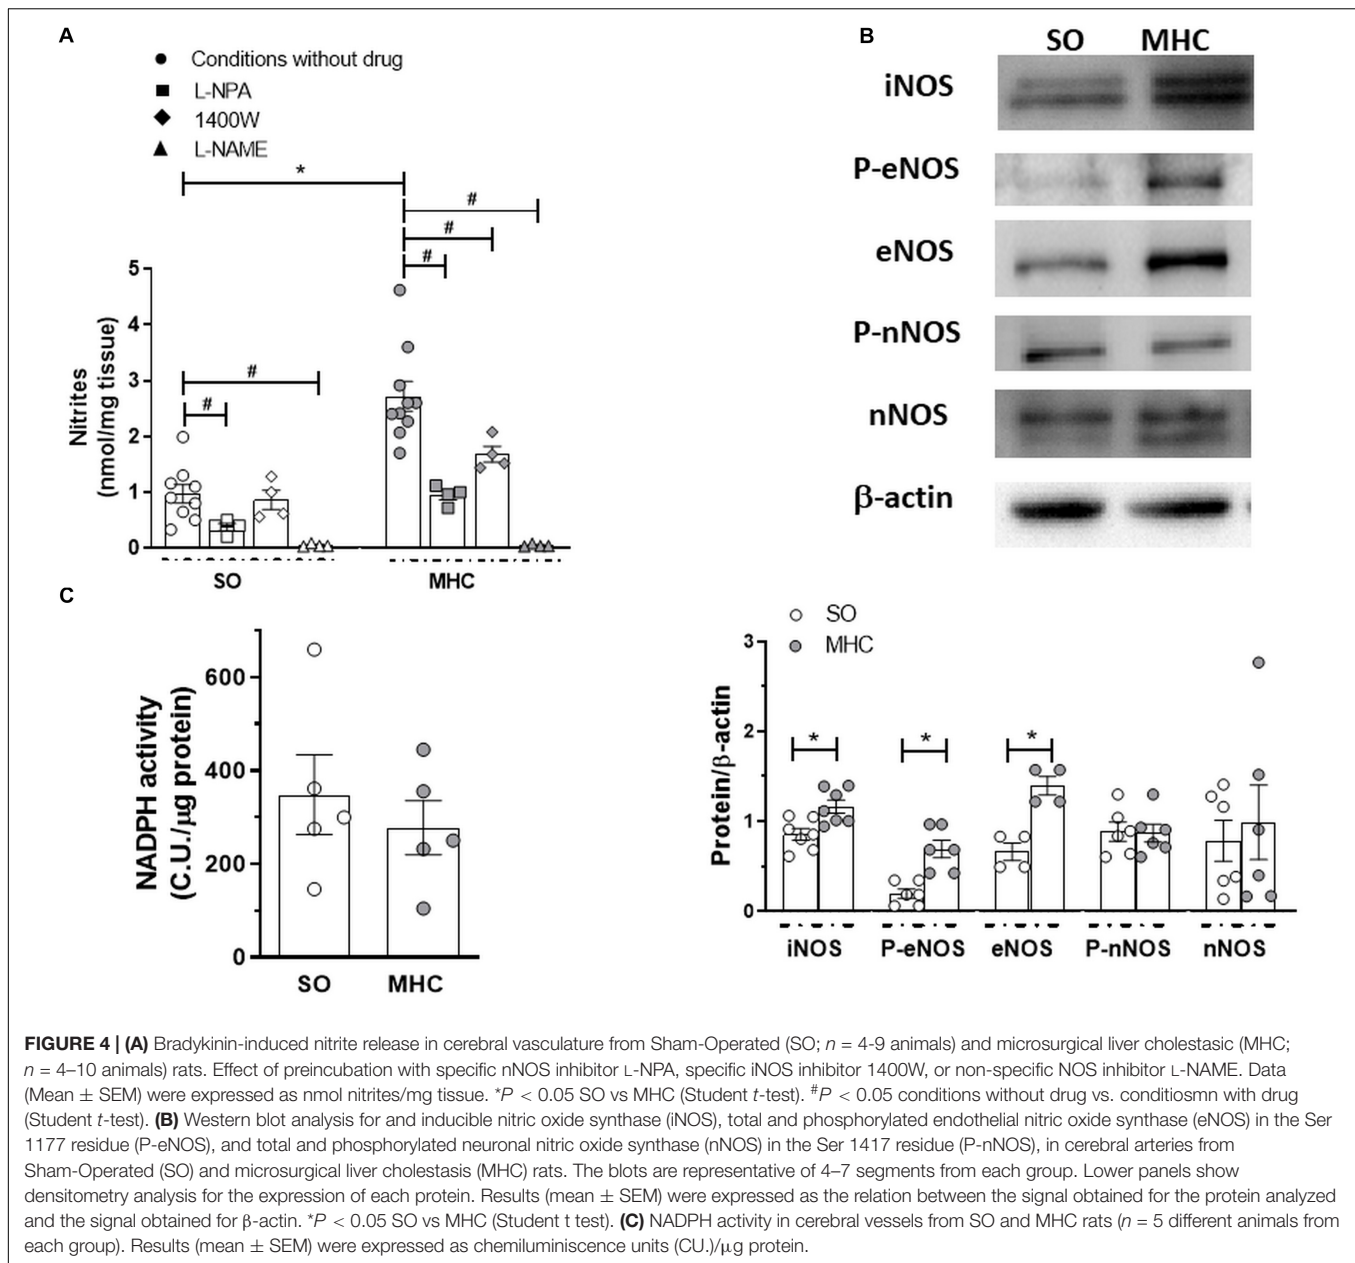 A
Conditions without drug
L-NPA
1400W
L-NAME
*
#
#
#
#
#
Nitrites
(nmol/mg tissue)
5
4
3
2
1
0
SO
MHC
B
SO MHC
iNOS
P-eNOS
eNOS
P-nNOS
nNOS
β-actin
C
NADPH activity
(C.U./μg protein)
600
400
200
0
SO
MHC
SO
MHC
Protein/β-actin
3
2
1
0
*
*
*
iNOS
P-eNOS
eNOS
P-nNOS
nNOS
FIGURE 4 | (A) Bradykinin-induced nitrite release in cerebral vasculature from Sham-Operated (SO; n = 4-9 animals) and microsurgical liver cholestasic (MHC;
n = 4–10 animals) rats. Effect of preincubation with specific nNOS inhibitor L-NPA, specific iNOS inhibitor 1400W, or non-specific NOS inhibitor L-NAME. Data
(Mean ± SEM) were expressed as nmol nitrites/mg tissue. *P < 0.05 SO vs MHC (Student t-test). #P < 0.05 conditions without drug vs. conditiosmn with drug
(Student t-test). (B) Western blot analysis for and inducible nitric oxide synthase (iNOS), total and phosphorylated endothelial nitric oxide synthase (eNOS) in the Ser
1177 residue (P-eNOS), and total and phosphorylated neuronal nitric oxide synthase (nNOS) in the Ser 1417 residue (P-nNOS), in cerebral arteries from
Sham-Operated (SO) and microsurgical liver cholestasis (MHC) rats. The blots are representative of 4–7 segments from each group. Lower panels show
densitometry analysis for the expression of each protein. Results (mean ± SEM) were expressed as the relation between the signal obtained for the protein analyzed
and the signal obtained for β-actin. *P < 0.05 SO vs MHC (Student t test). (C) NADPH activity in cerebral vessels from SO and MHC rats (n = 5 different animals from
each group). Results (mean ± SEM) were expressed as chemiluminiscence units (CU.)/μg protein.